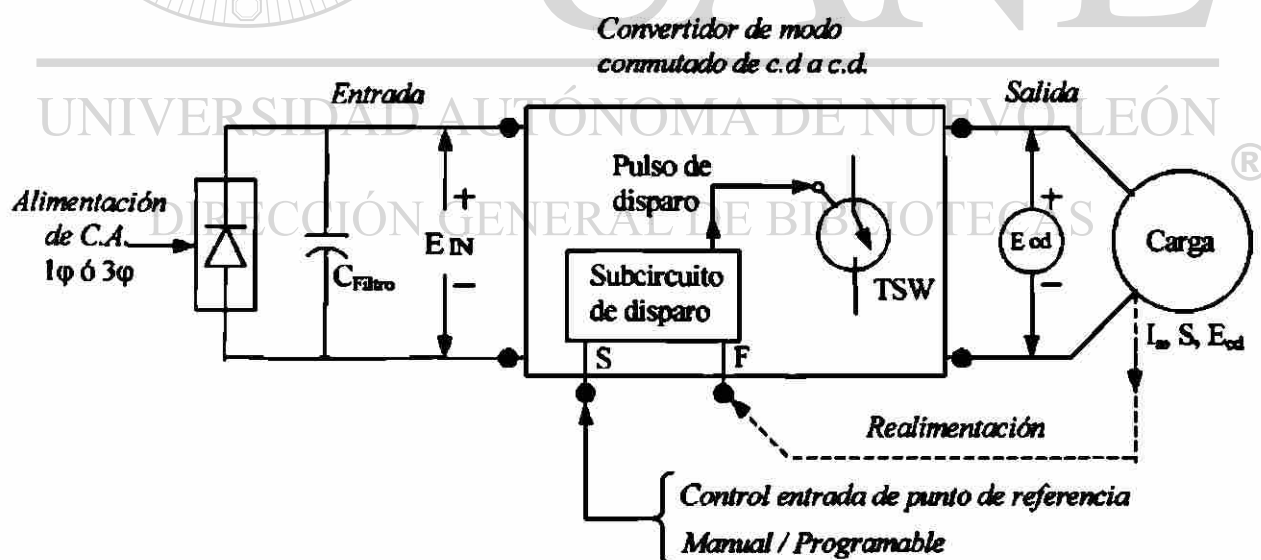 Convertidor de modo
conmutado de c.d a c.d.
Entrada
Salida
UNIVERSIDAD AUTÓNOMA DE NUEVO LEÓN
®
DIRECCIÓN GENERAL DE BIBLIOTECAS
Alimentación
de C.A.
1φ ó 3φ
C Filtro
+
E IN
−
Pulso de
disparo
Subcircuito
de disparo
TSW
S
F
+
E cd
−
Carga
S, E cd
Realimentación
Control entrada de punto de referencia
Manual / Programable